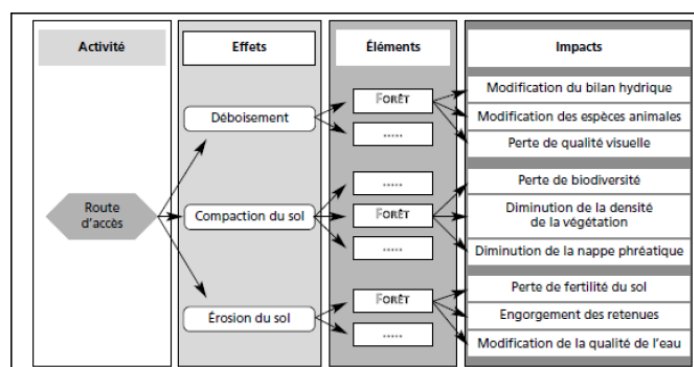 Activité
Effets
Éléments
Impacts
Route
d'accès
Déboisement
FORÊT
.....
Modification du bilan hydrique
Modification des espèces animales
Perte de qualité visuelle
Compaction du sol
.....
FORÊT
.....
Perte de biodiversité
Diminution de la densité
de la végétation
Diminution de la nappe phréatique
Érosion du sol
FORÊT
.....
Perte de fertilité du sol
Engorgement des retenues
Modification de la qualité de l'eau